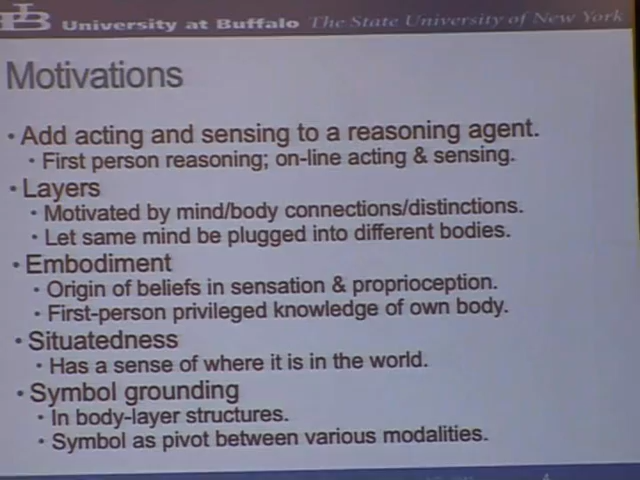 UB University at Buffalo The State University of New York
Motivations
• Add acting and sensing to a reasoning agent.
• First person reasoning; on-line acting & sensing.
• Layers
• Motivated by mind/body connections/distinctions.
• Let same mind be plugged into different bodies.
• Embodiment
• Origin of beliefs in sensation & proprioception.
• First-person privileged knowledge of own body.
• Situatedness
• Has a sense of where it is in the world.
• Symbol grounding
• In body-layer structures.
• Symbol as pivot between various modalities.